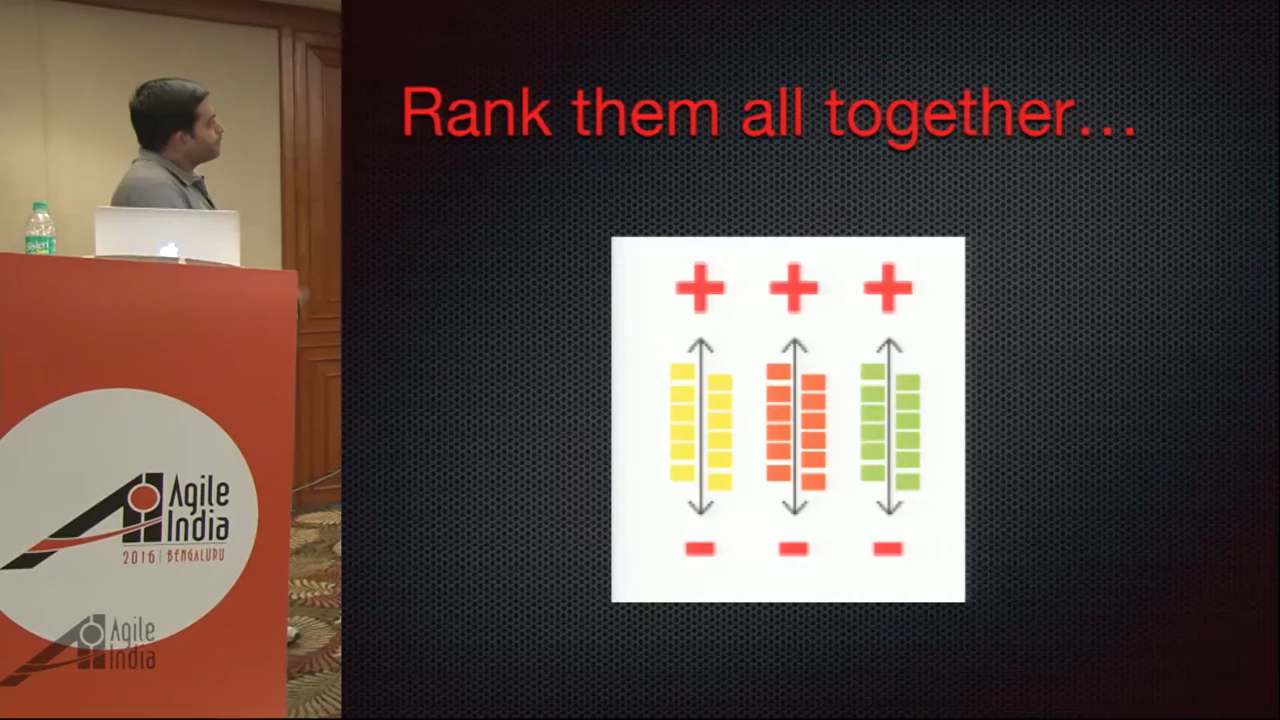 Rank them all together...
Agile
India
2016 | BENGALURU
Agile
India